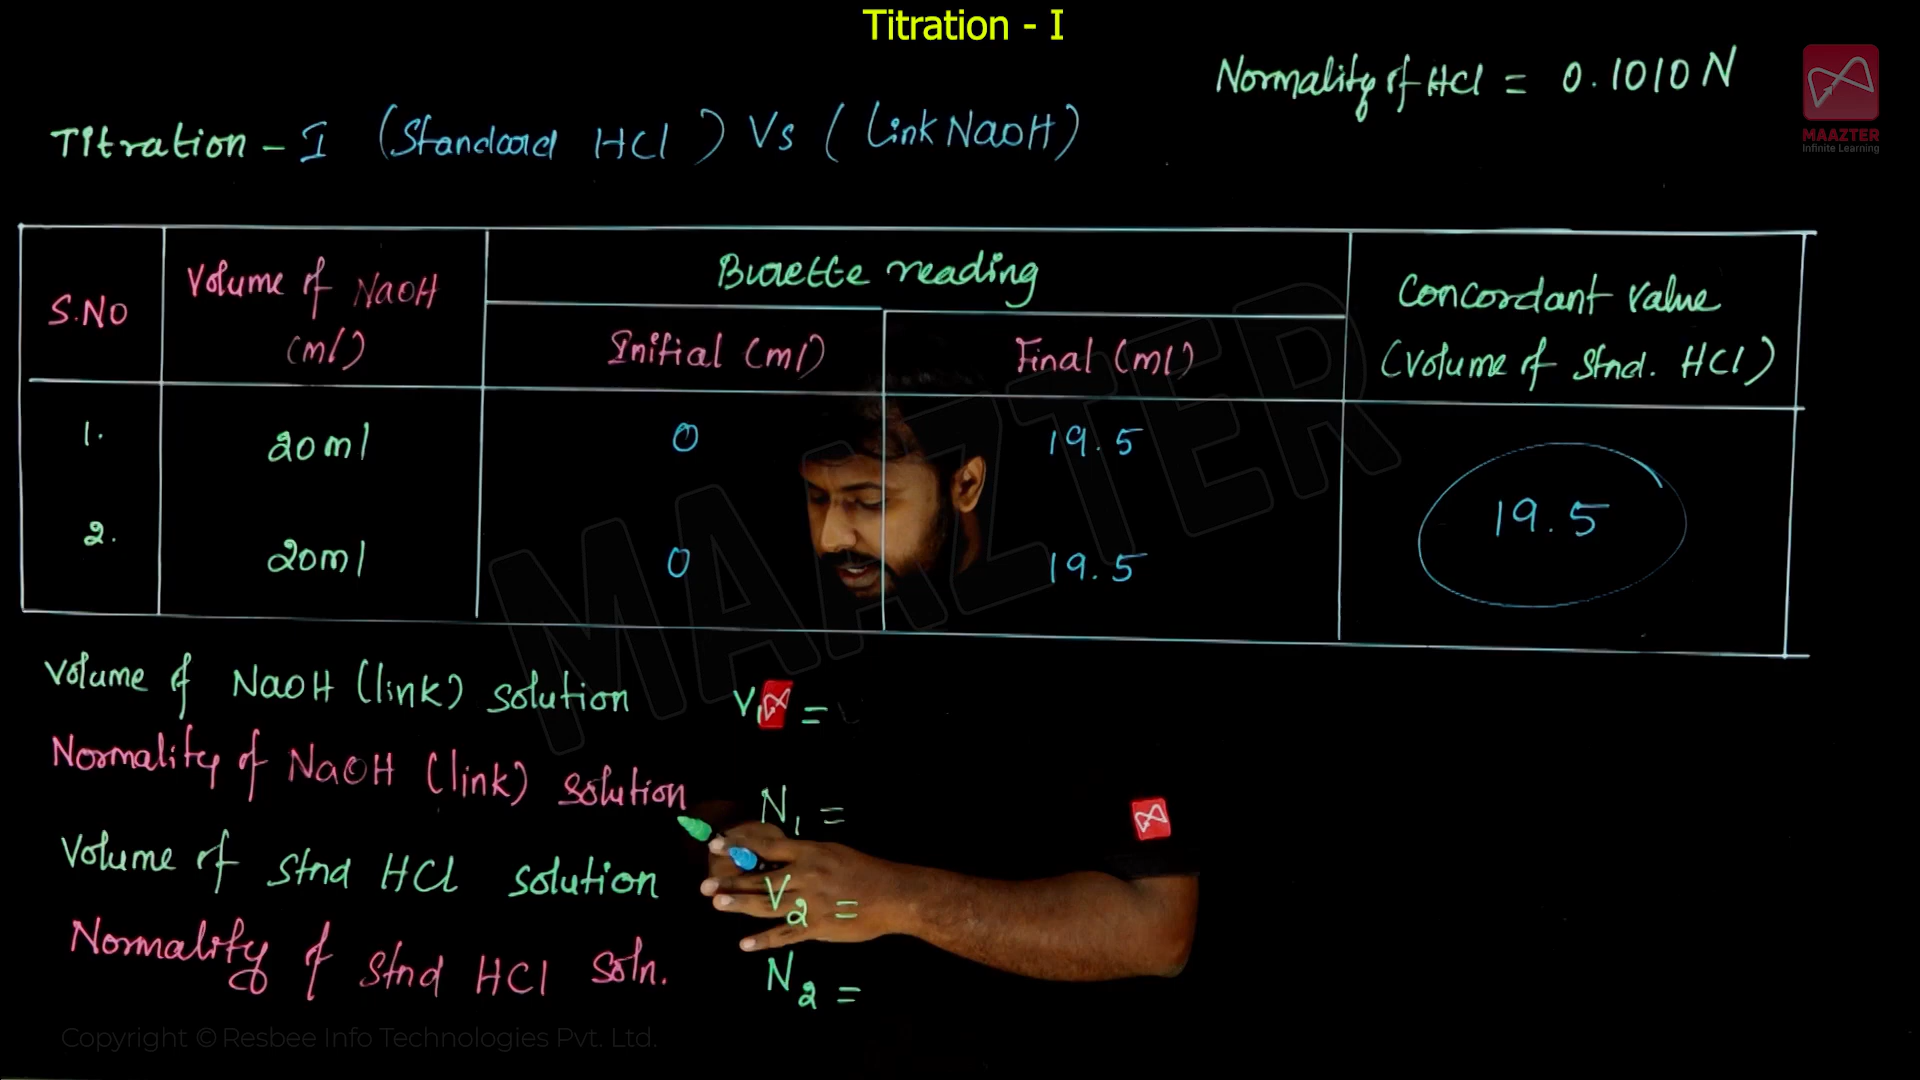 Titration - I
Normality of HCl = 0.1010 N
MAAZTER
Infinite Learning
Titration - I (Standard HCl) Vs (Link NaOH)
S.NO
Volume of NaOH (ml)
Burette reading
Initial (ml)
Final (ml)
Concordant value (Volume of Stnd. HCl)
1. 20ml 0 19.5
2. 20ml 0 19.5
19.5
MAAZTER
Volume of NaOH (link) solution V1 =
Normality of NaOH (link) solution N1 =
Volume of Stnd HCl solution V2 =
Normality of Stnd HCl Soln. N2 =
Copyright © Resbee Info Technologies Pvt. Ltd.